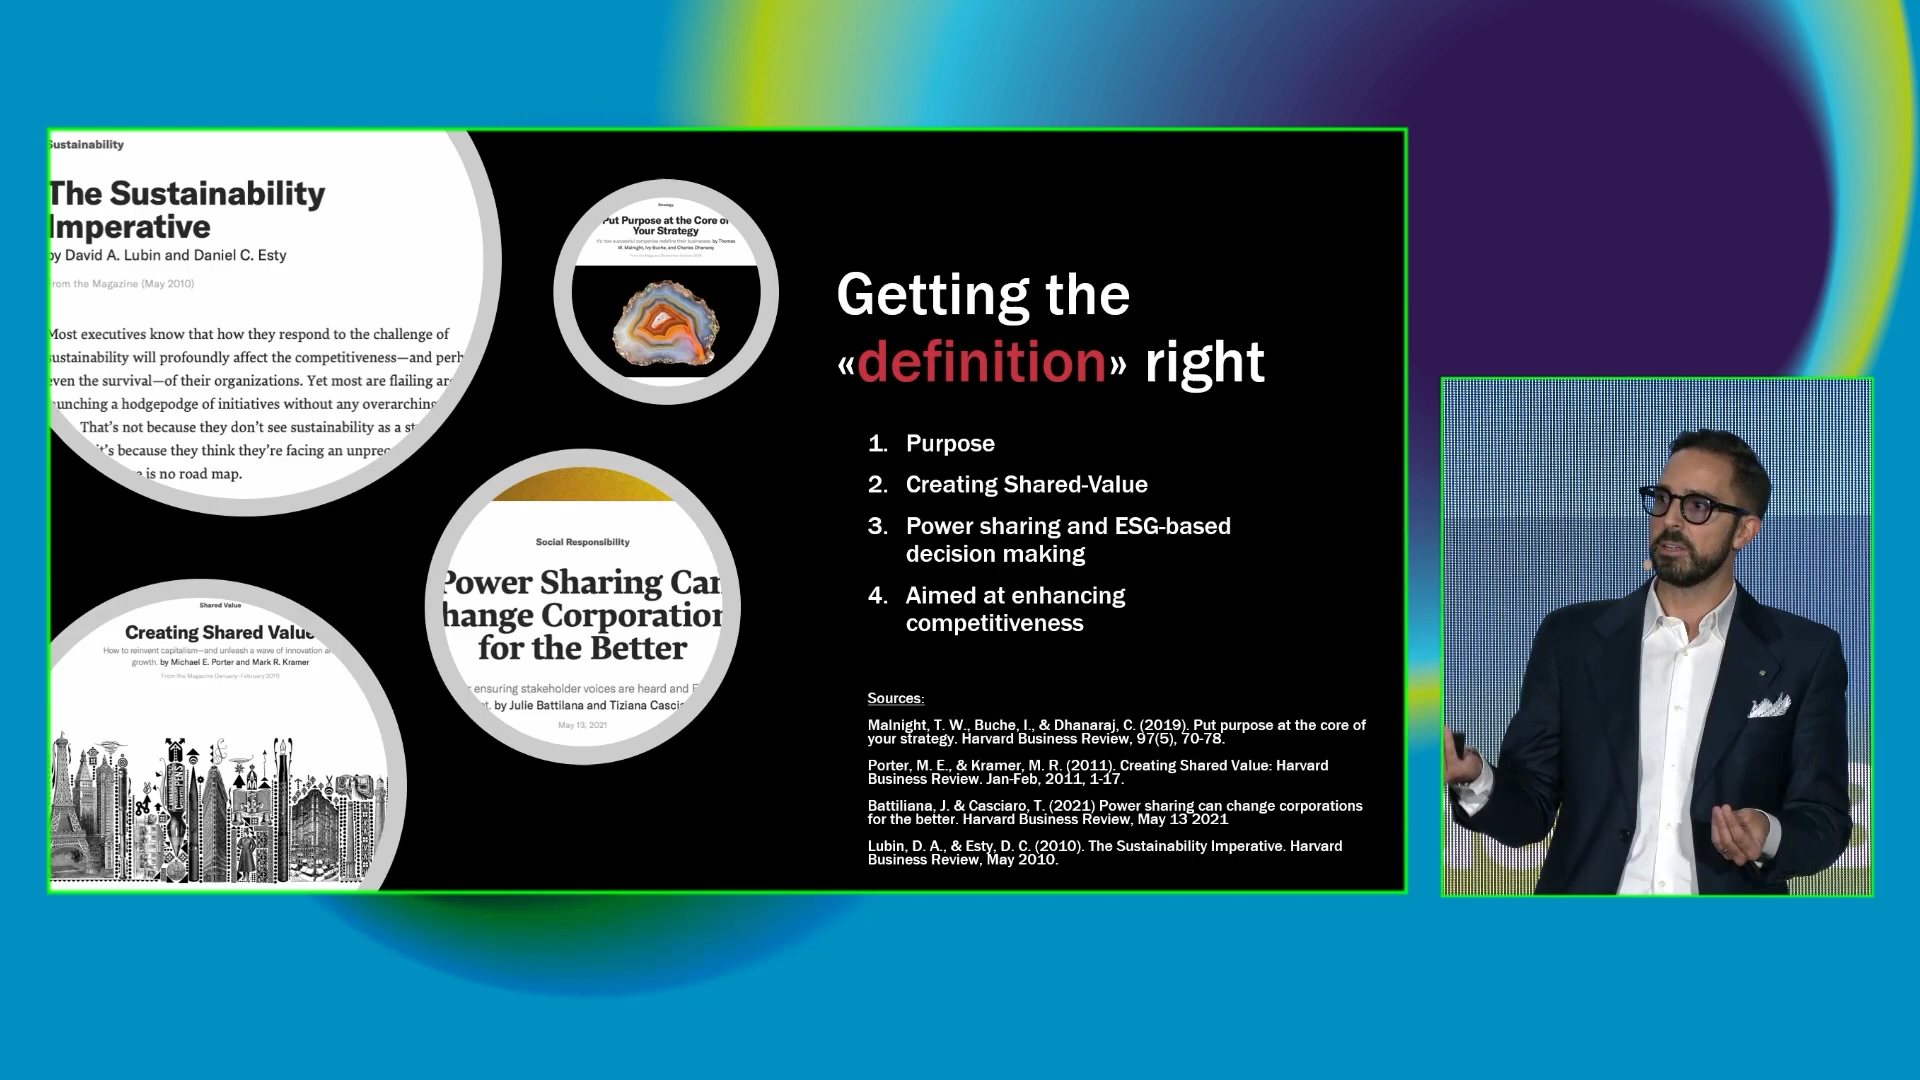 Sustainability
The Sustainability
Imperative
by David A. Lubin and Daniel C. Esty
From the Magazine (May 2010)
Most executives know that how they respond to the challenge of
sustainability will profoundly affect the competitiveness—and perh
even the survival—of their organizations. Yet most are flailing ar
unching a hodgepodge of initiatives without any overarching
That's not because they don't see sustainability as a st
it's because they think they're facing an unprec
e is no road map.
Strategy
Put Purpose at the Core of
Your Strategy
It's how successful companies redefine their businesses. by Thomas
W. Malnight, Ivy Buche, and Charles Dhanaraj
Social Responsibility
Power Sharing Can
hange Corporation
for the Better
ensuring stakeholder voices are heard and E
by Julie Battilana and Tiziana Cascia
May 13, 2021
Shared Value
Creating Shared Value
How to reinvent capitalism—and unleash a wave of innovation an
growth. by Michael E. Porter and Mark R. Kramer
From the Magazine (January–February 2011)
Getting the
«definition» right
1. Purpose
2. Creating Shared-Value
3. Power sharing and ESG-based
decision making
4. Aimed at enhancing
competitiveness
Sources:
Malnight, T. W., Buche, I., & Dhanaraj, C. (2019). Put purpose at the core of
your strategy. Harvard Business Review, 97(5), 70-78.
Porter, M. E., & Kramer, M. R. (2011). Creating Shared Value: Harvard
Business Review. Jan-Feb, 2011, 1-17.
Battiliana, J. & Casciaro, T. (2021) Power sharing can change corporations
for the better. Harvard Business Review, May 13 2021
Lubin, D. A., & Esty, D. C. (2010). The Sustainability Imperative. Harvard
Business Review, May 2010.